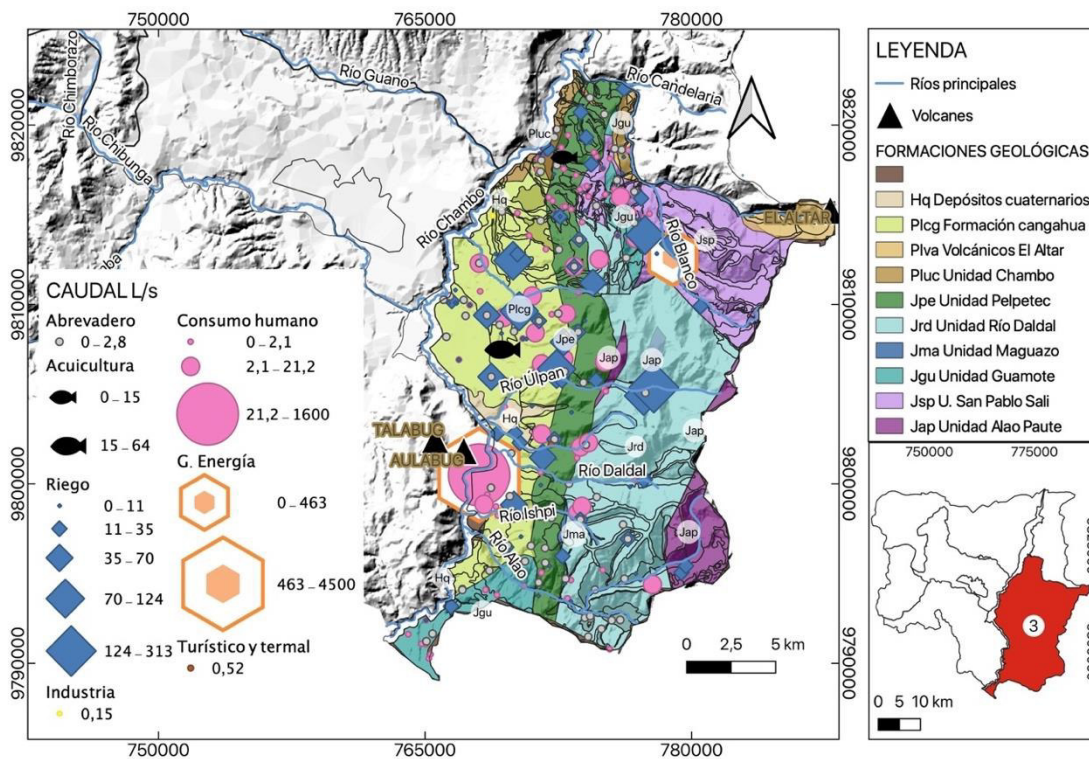 750000
765000
780000
9820000
9810000
9800000
9790000
Río Chimborazo
Río Chibunga
Río Guano
Río Candelaria
Río Chambo
Río Blanco
EL ALTAR
Pluc
Jgu
Hq
Jgu
Jsp
Plcg
Jpe
Jap
Jap
Río Úlpan
Hq
TALABUG
AULABUG
Jrd
Jap
Río Daldal
Río Ishpi
Río Alao
Jma
Jap
Hq
Jgu
0 2,5 5 km
750000
765000
780000
CAUDAL L/s
Abrevadero
0 – 2,8
Acuicultura
0 – 15
15 – 64
Riego
0 – 11
11 – 35
35 – 70
70 – 124
124 – 313
Industria
0,15
Consumo humano
0 – 2,1
2,1 – 21,2
21,2 – 1600
G. Energía
0 – 463
463 – 4500
Turístico y termal
0,52
LEYENDA
Ríos principales
Volcanes
FORMACIONES GEOLÓGICAS
Hq Depósitos cuaternarios
Plcg Formación cangahua
Plva Volcánicos El Altar
Pluc Unidad Chambo
Jpe Unidad Pelpetec
Jrd Unidad Río Daldal
Jma Unidad Maguazo
Jgu Unidad Guamote
Jsp U. San Pablo Sali
Jap Unidad Alao Paute
750000 775000
3
0 5 10 km